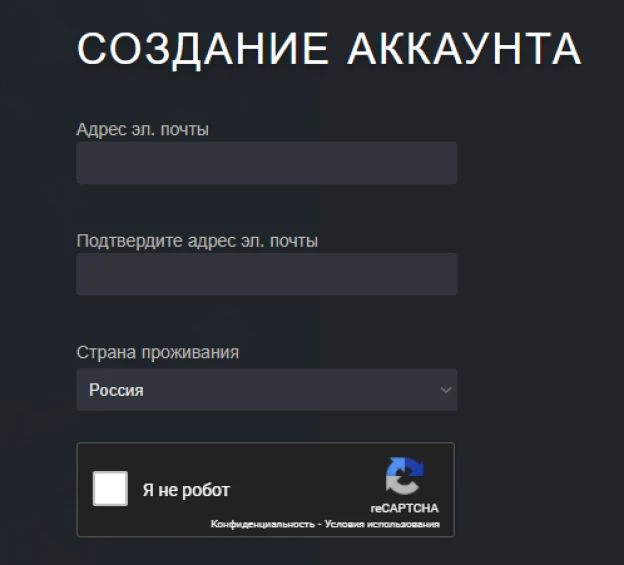 СОЗДАНИЕ АККАУНТА
Адрес эл. почты
Подтвердите адрес эл. почты
Страна проживания
Россия
Я не робот
reCAPTCHA
Конфиденциальность - Условия использования